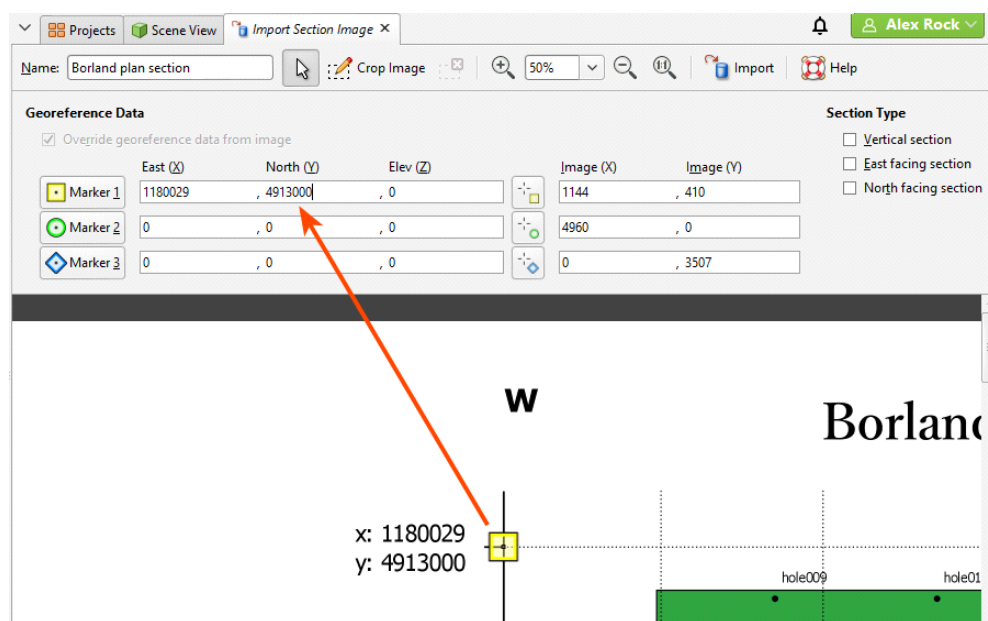 Projects Scene View Import Section Image × Alex Rock
Name: Borland plan section Crop Image 50% 1:1 Import Help
Georeference Data Section Type
Override georeference data from image Vertical section
East (X) North (Y) Elev (Z) Image (X) Image (Y) East facing section
Marker 1 1180029 , 4913000 , 0 1144 , 410 North facing section
Marker 2 0 , 0 , 0 4960 , 0
Marker 3 0 , 0 , 0 0 , 3507
W
x: 1180029
y: 4913000
hole009